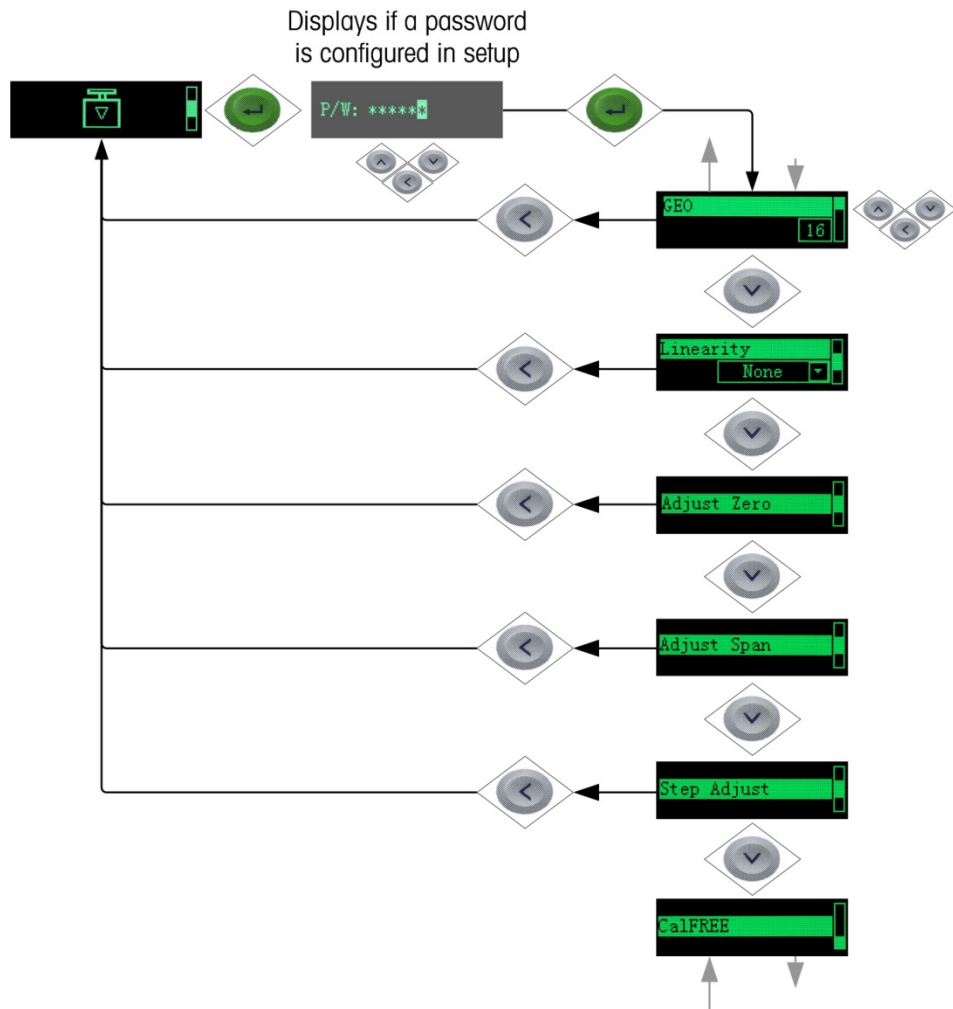 Displays if a password
is configured in setup
P/W: ******
GEO
16
Linearity
None
Adjust Zero
Adjust Span
Step Adjust
CalFREE